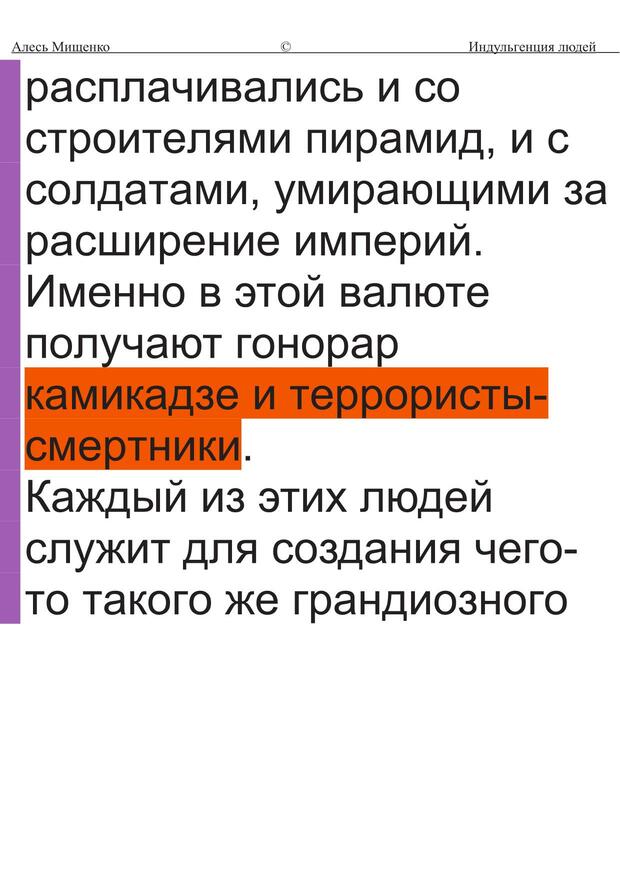 Алесь Мищенко © Индульгенция людей
расплачивались и со
строителями пирамид, и с
солдатами, умирающими за
расширение империй.
Именно в этой валюте
получают гонорар
камикадзе и террористы-
смертники.
Каждый из этих людей
служит для создания чего-
то такого же грандиозного